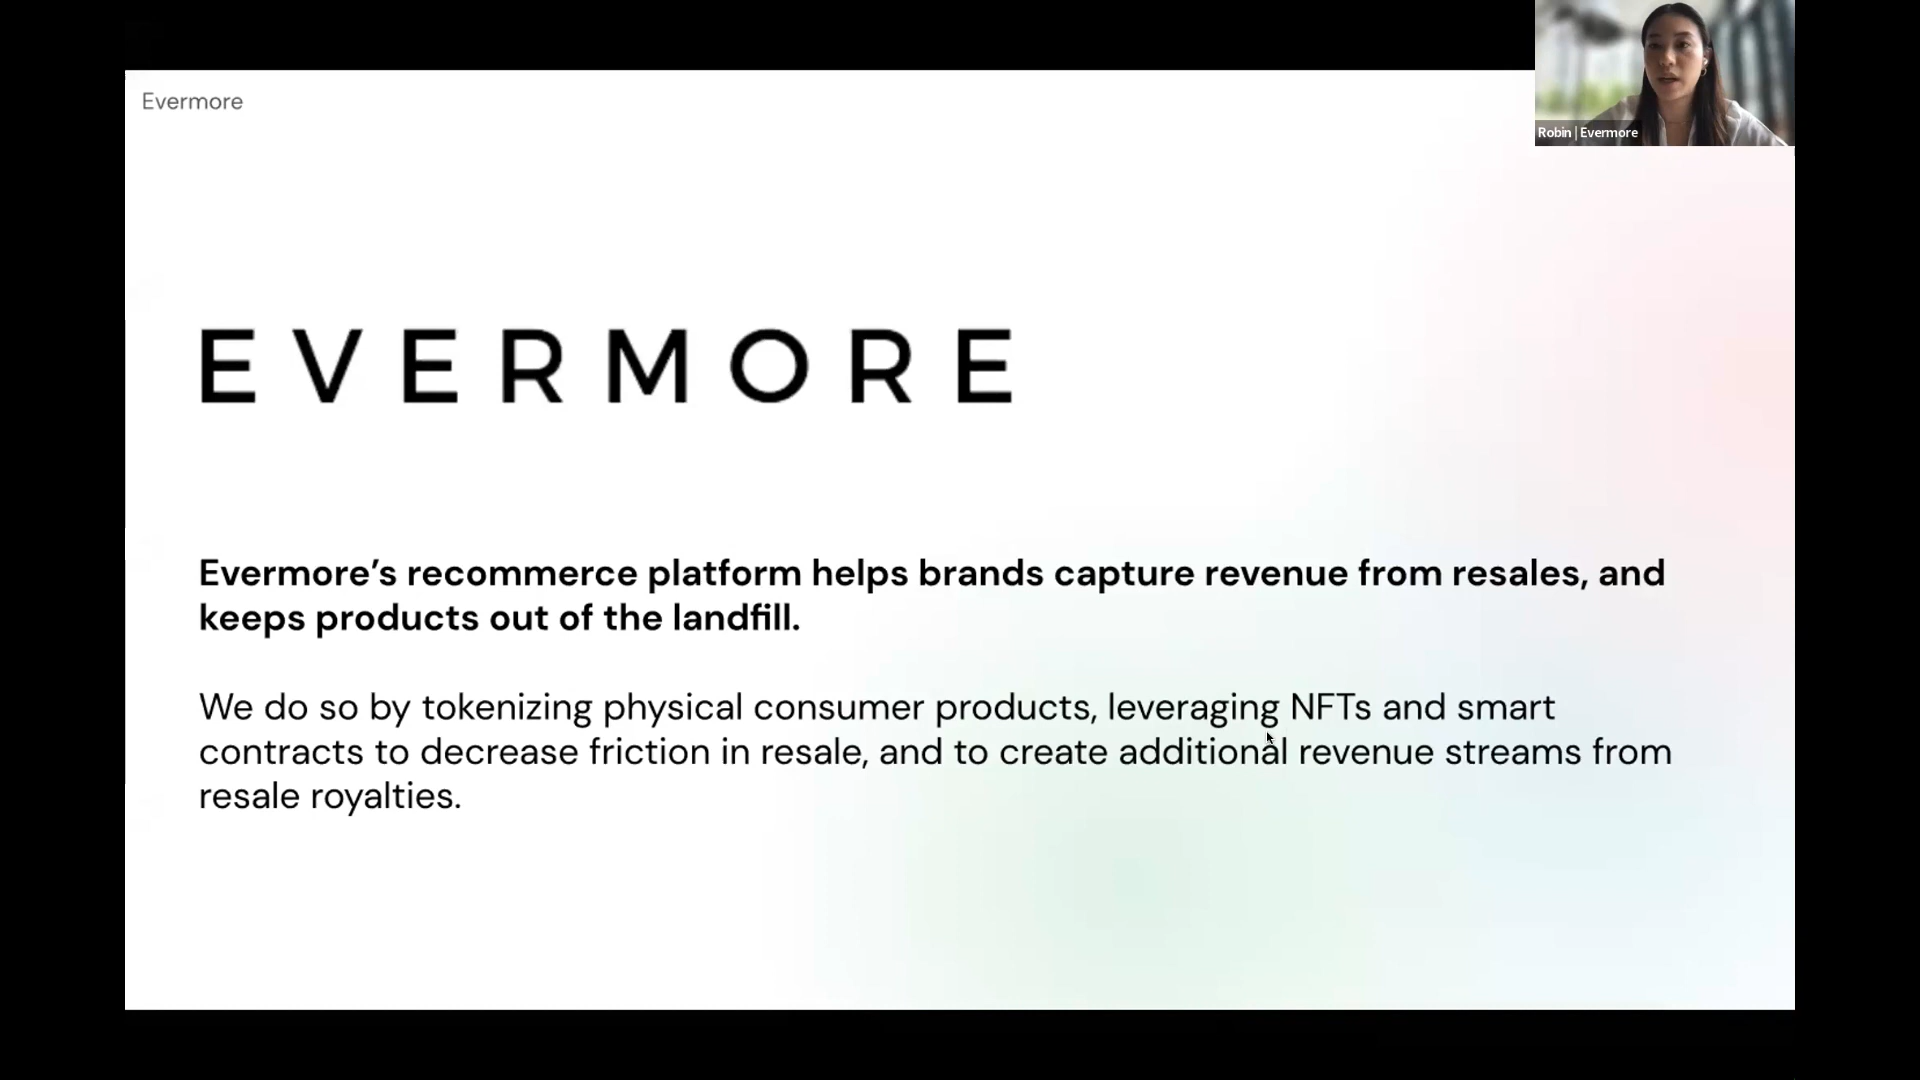 Evermore
Robin | Evermore
EVERMORE
Evermore’s recommerce platform helps brands capture revenue from resales, and
keeps products out of the landfill.
We do so by tokenizing physical consumer products, leveraging NFTs and smart
contracts to decrease friction in resale, and to create additional revenue streams from
resale royalties.